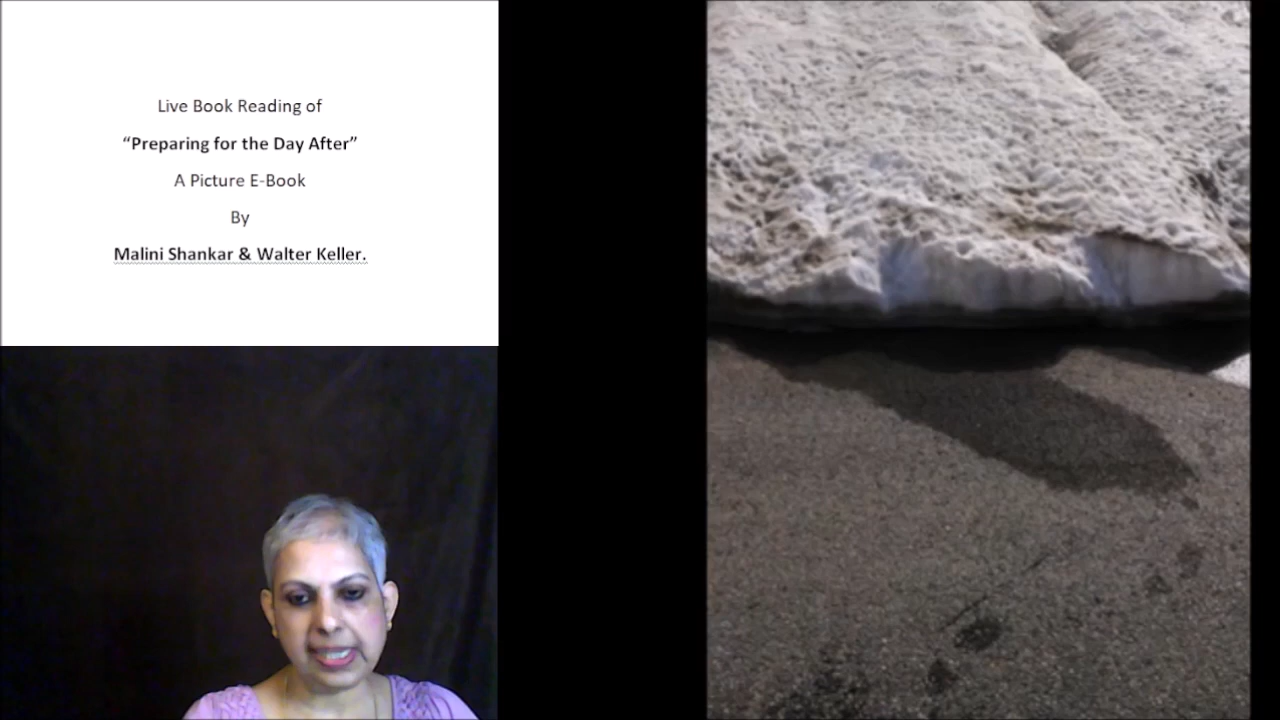 Live Book Reading of
“Preparing for the Day After”
A Picture E-Book
By
Malini Shankar & Walter Keller.